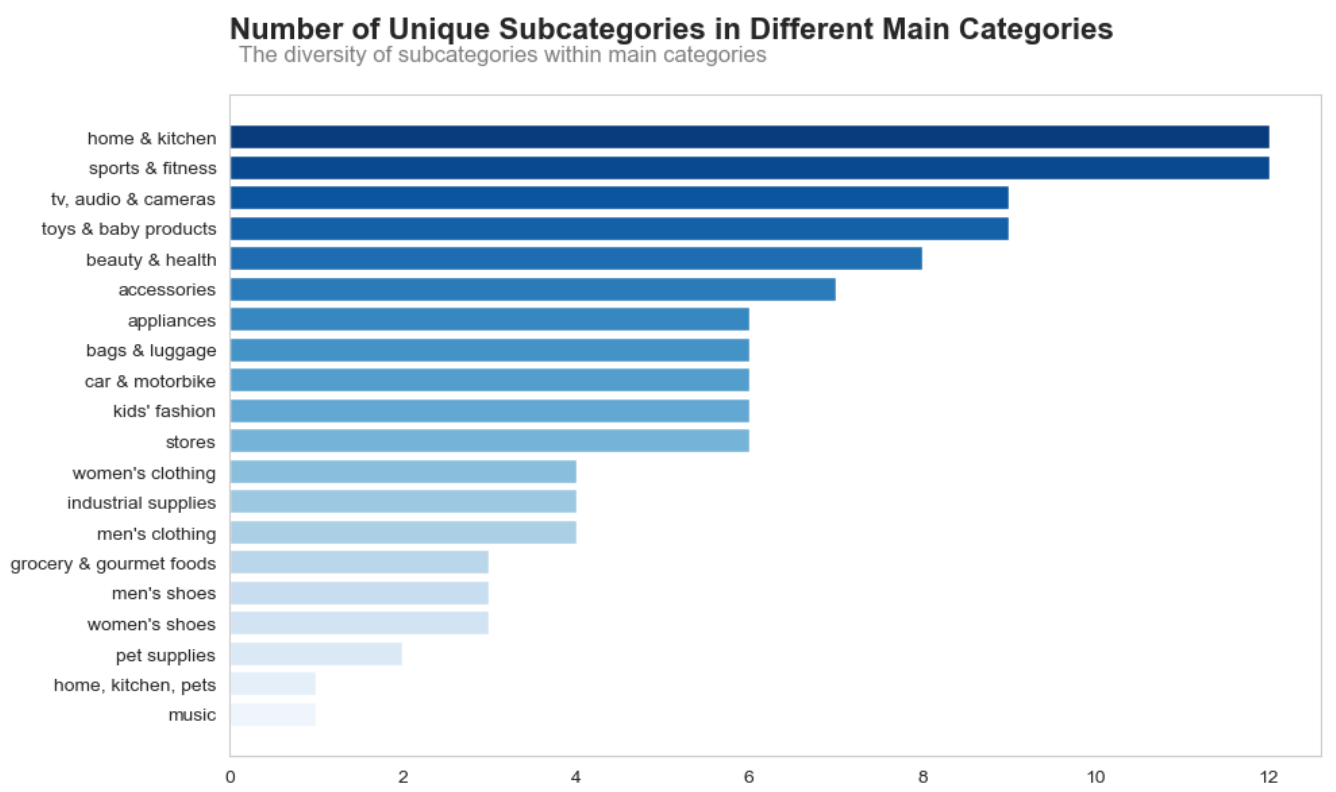 Number of Unique Subcategories in Different Main Categories
The diversity of subcategories within main categories
home & kitchen
sports & fitness
tv, audio & cameras
toys & baby products
beauty & health
accessories
appliances
bags & luggage
car & motorbike
kids' fashion
stores
women's clothing
industrial supplies
men's clothing
grocery & gourmet foods
men's shoes
women's shoes
pet supplies
home, kitchen, pets
music
0 2 4 6 8 10 12